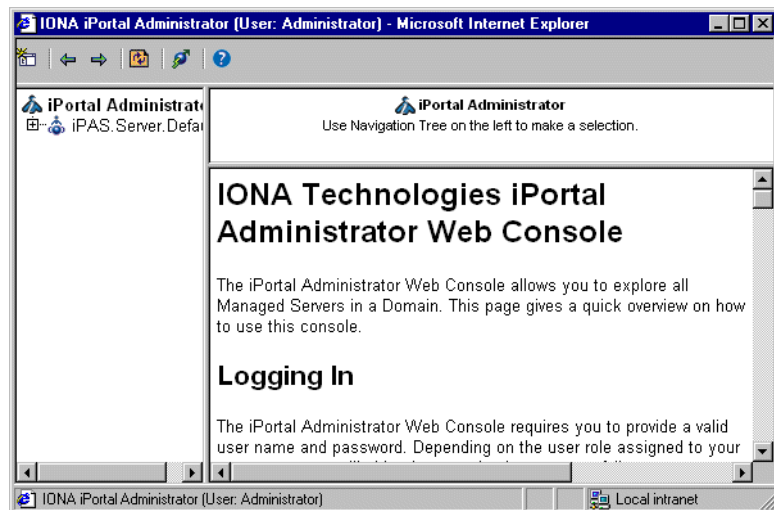 IONA iPortal Administrator (User: Administrator) - Microsoft Internet Explorer
iPortal Administrat
iPAS.Server.Defau
iPortal Administrator
Use Navigation Tree on the left to make a selection.
IONA Technologies iPortal
Administrator Web Console
The iPortal Administrator Web Console allows you to explore all
Managed Servers in a Domain. This page gives a quick overview on how
to use this console.
Logging In
The iPortal Administrator Web Console requires you to provide a valid
user name and password. Depending on the user role assigned to your
IONA iPortal Administrator (User: Administrator)
Local intranet